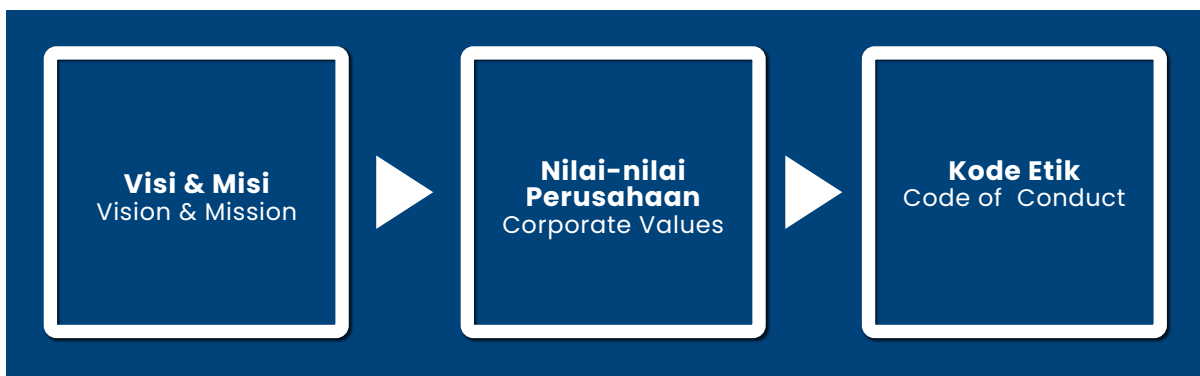 Visi & Misi
Vision & Mission
Nilai-nilai
Perusahaan
Corporate Values
Kode Etik
Code of Conduct